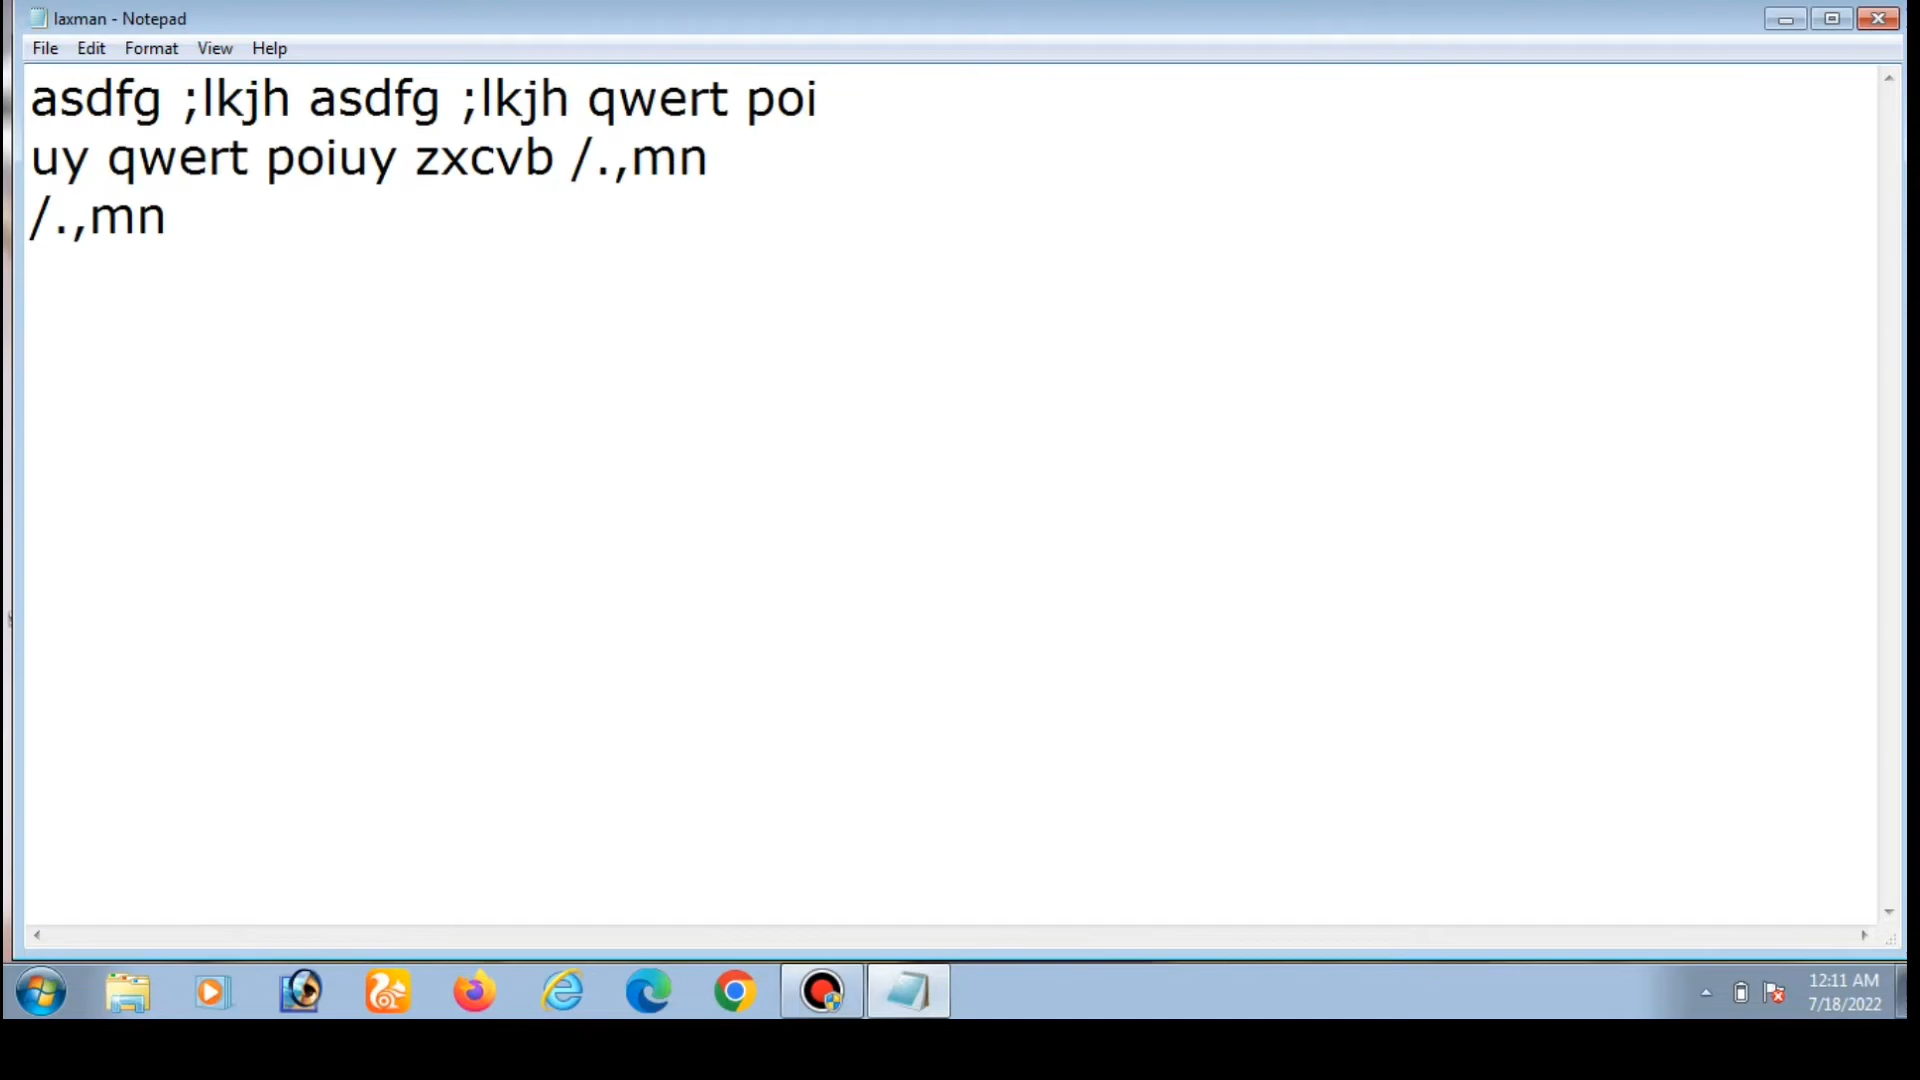 laxman - Notepad
File Edit Format View Help
asdfg ;lkjh asdfg ;lkjh qwert poi
uy qwert poiuy zxcvb /.,mn
/.,mn
12:11 AM
7/18/2022